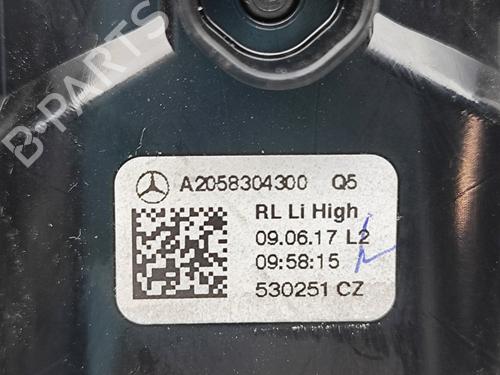 B-PARTS
A2058304300 Q5
RL Li High
09.06.17 L2
09:58:15
530251 CZ